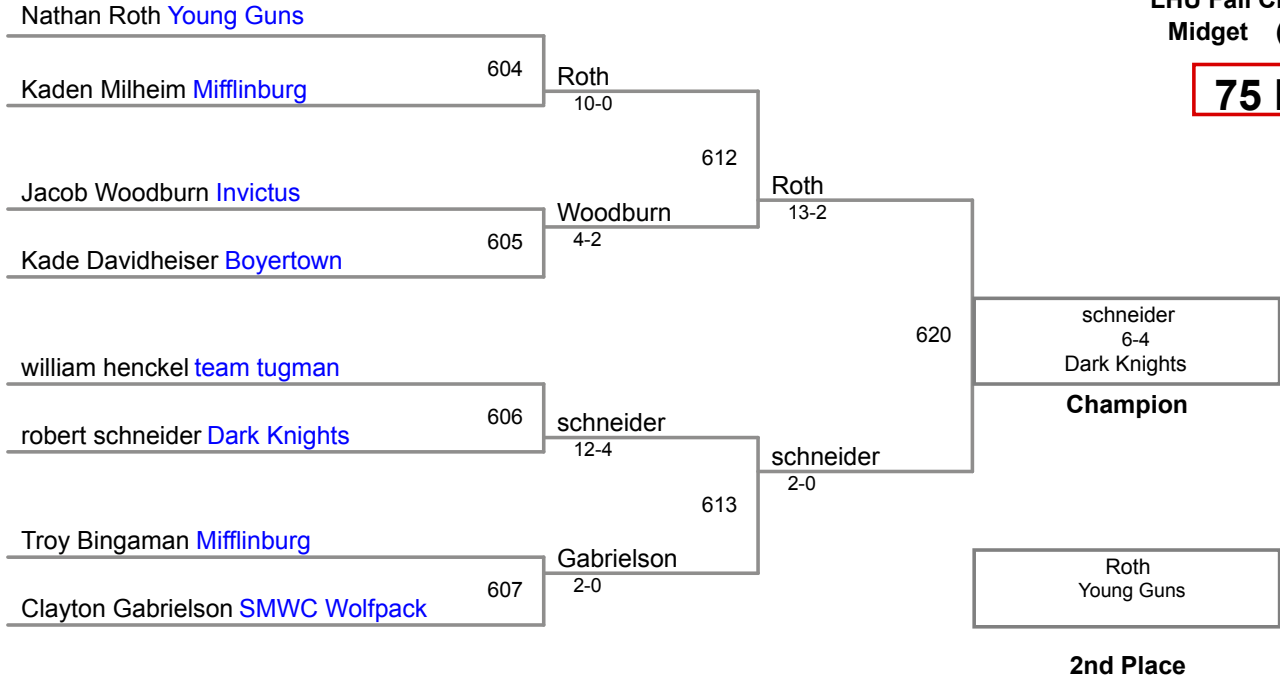 Nathan Roth Young Guns
LHU Fall
Midget (
75
604
Kaden Milheim Mifflinburg
Roth
10-0
612
Jacob Woodburn Invictus
Roth
13-2
Woodburn
4-2
605
Kade Davidheiser Boyertown
620
schneider
6-4
Dark Knights
Champion
william henckel team tugman
606
robert schneider Dark Knights
schneider
12-4
schneider
2-0
613
Troy Bingaman Mifflinburg
Gabrielson
2-0
607
Clayton Gabrielson SMWC Wolfpack
Roth
Young Guns
2nd Place